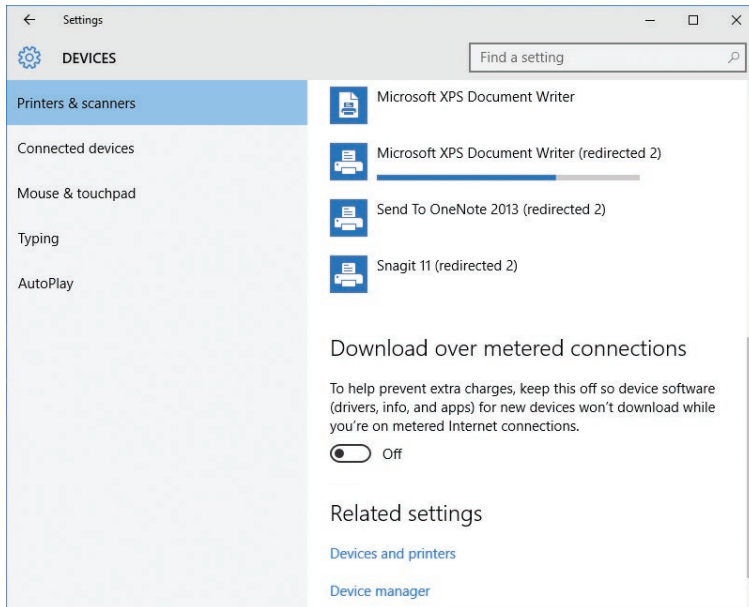 Settings
DEVICES
Find a setting
Printers & scanners
Connected devices
Mouse & touchpad
Typing
AutoPlay
Microsoft XPS Document Writer
Microsoft XPS Document Writer (redirected 2)
Send To OneNote 2013 (redirected 2)
Snagit 11 (redirected 2)
Download over metered connections
To help prevent extra charges, keep this off so device software
(drivers, info, and apps) for new devices won't download while
you're on metered Internet connections.
Off
Related settings
Devices and printers
Device manager